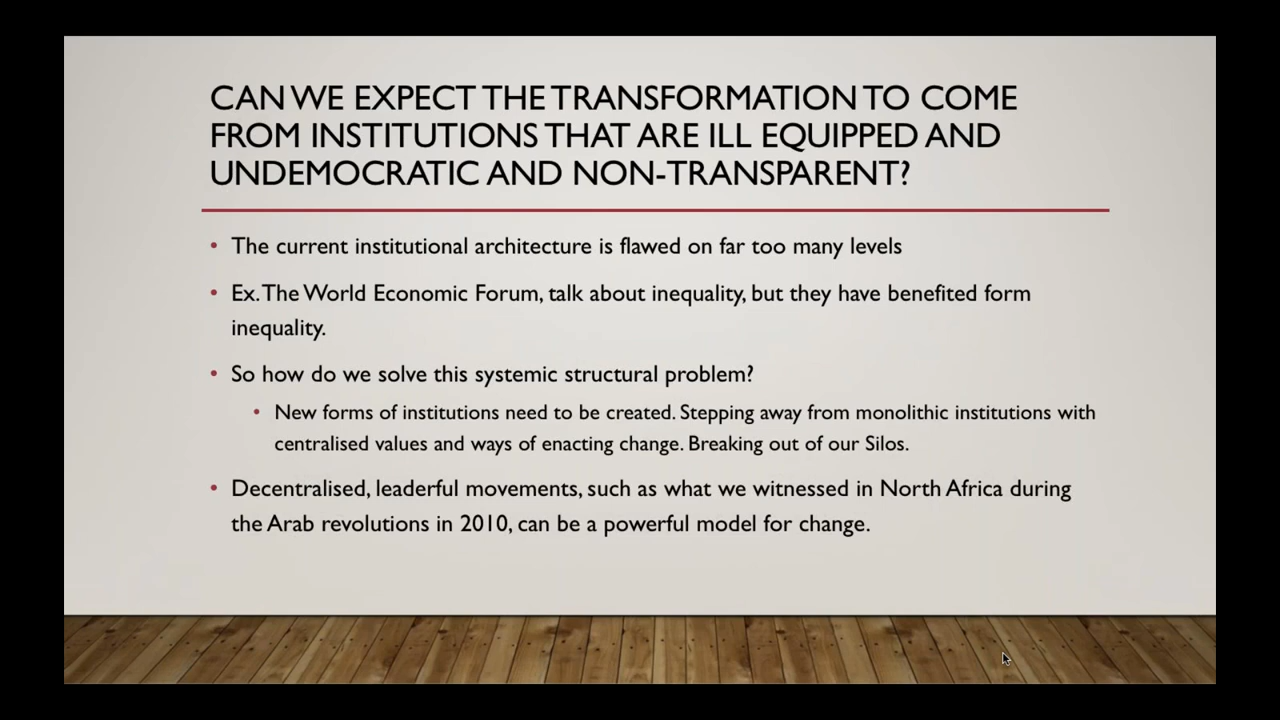 CAN WE EXPECT THE TRANSFORMATION TO COME
FROM INSTITUTIONS THAT ARE ILL EQUIPPED AND
UNDEMOCRATIC AND NON-TRANSPARENT?
• The current institutional architecture is flawed on far too many levels
• Ex. The World Economic Forum, talk about inequality, but they have benefited form
inequality.
• So how do we solve this systemic structural problem?
• New forms of institutions need to be created. Stepping away from monolithic institutions with
centralised values and ways of enacting change. Breaking out of our Silos.
• Decentralised, leaderful movements, such as what we witnessed in North Africa during
the Arab revolutions in 2010, can be a powerful model for change.